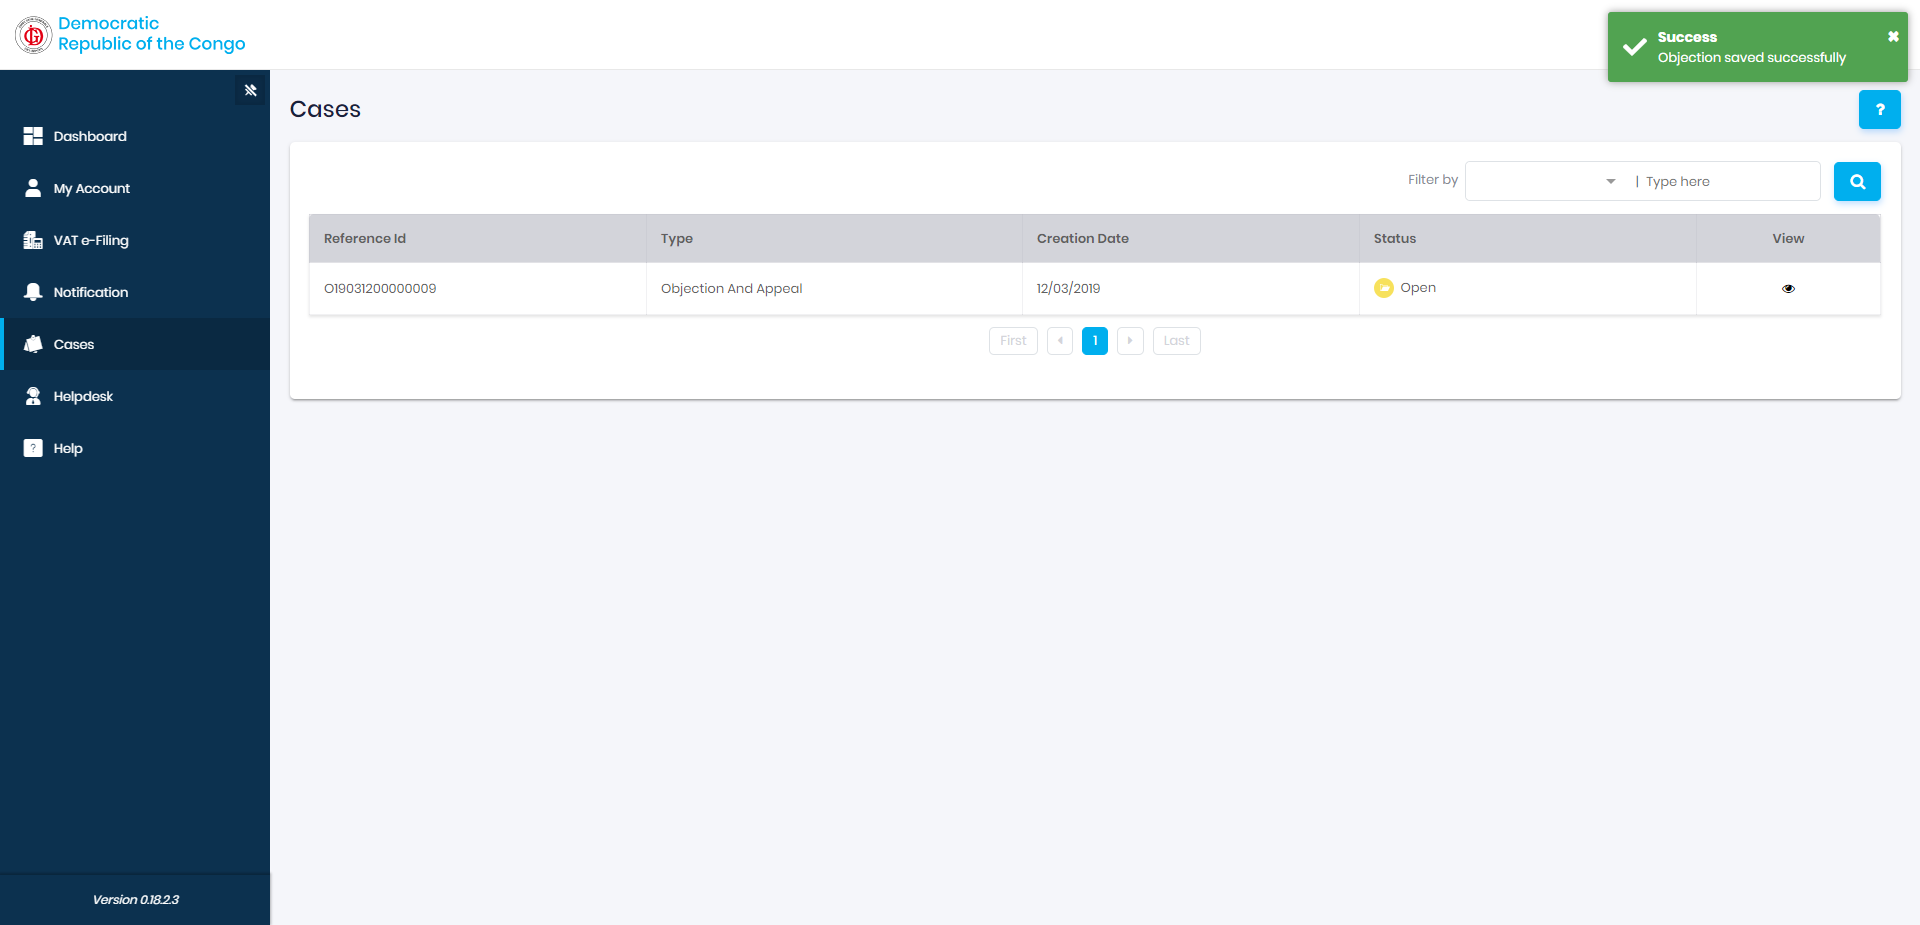 Democratic
Republic of the Congo
Success
Objection saved successfully
Cases
?
Dashboard
My Account
VAT e-Filing
Notification
Cases
Helpdesk
? Help
Filter by | Type here
Reference Id Type Creation Date Status View
O19031200000009 Objection And Appeal 12/03/2019 Open
First 1 Last
Version 0.18.2.3